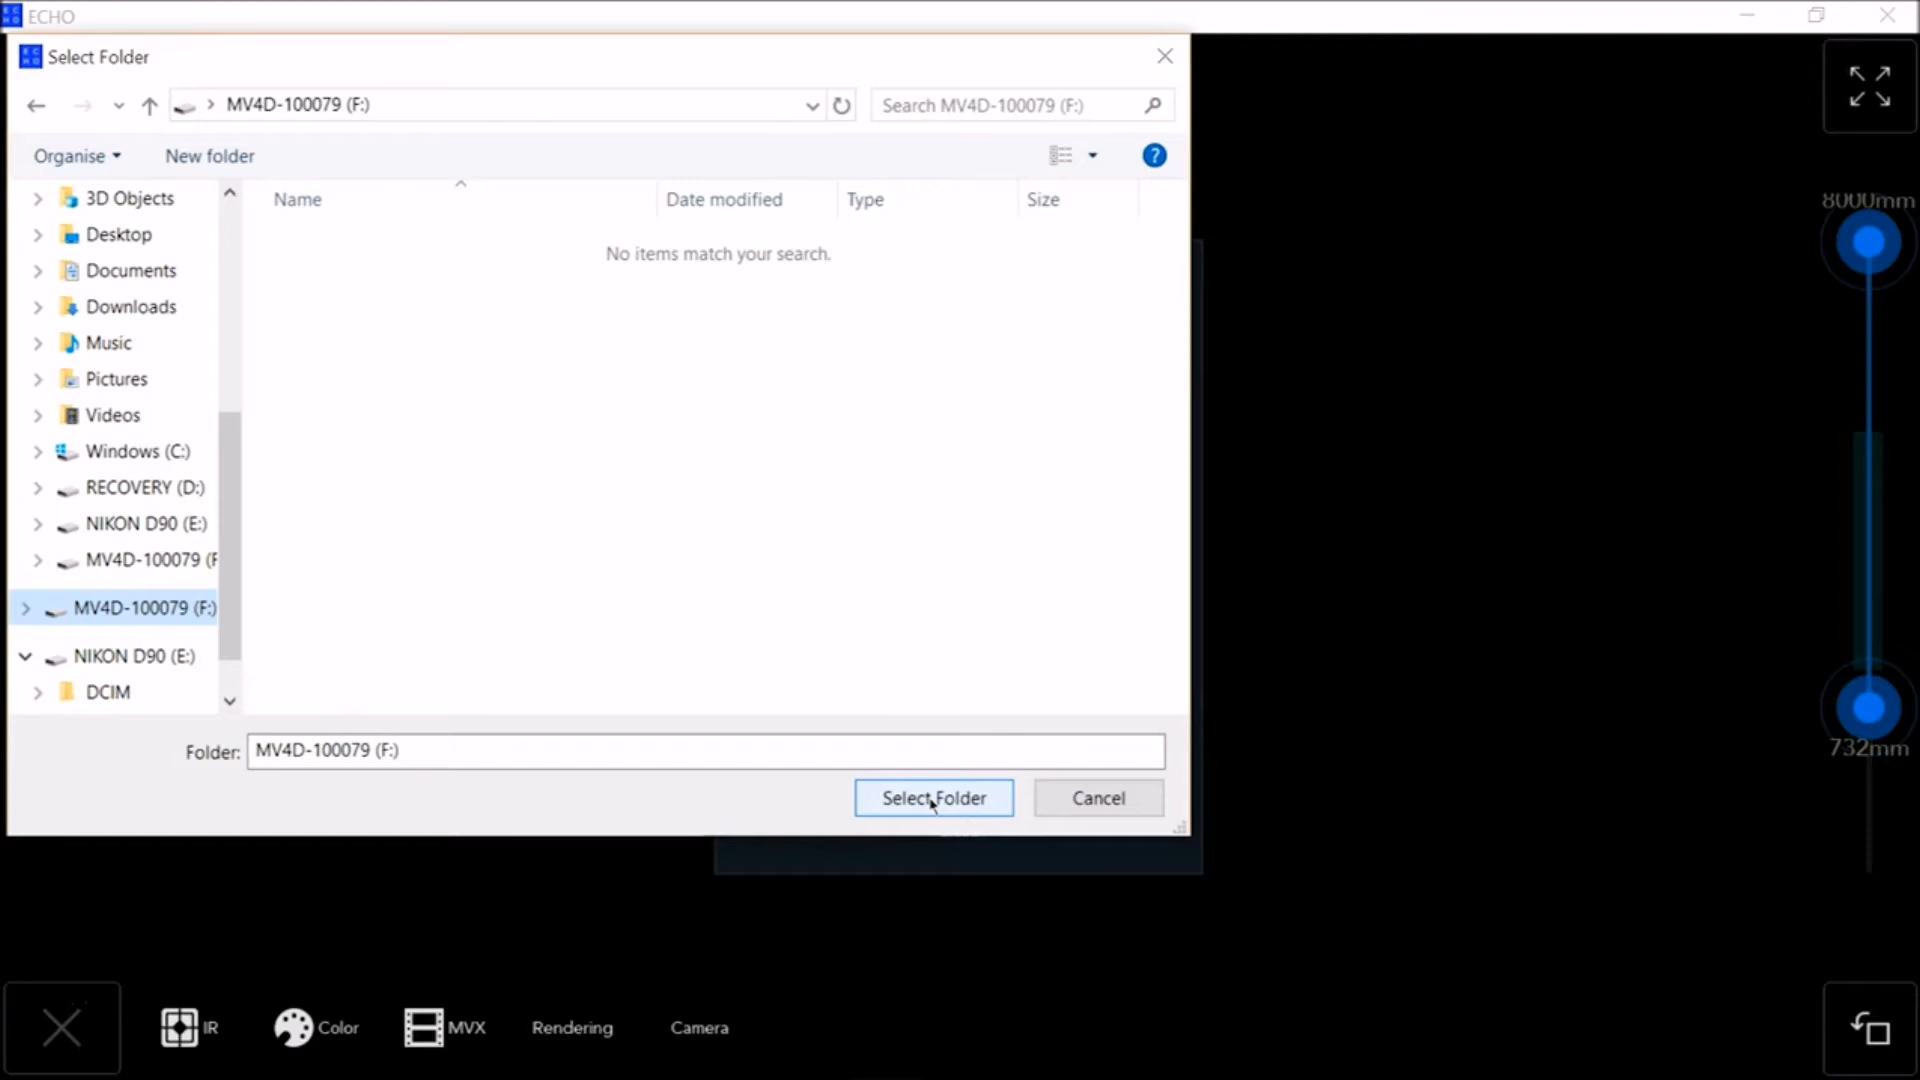 ECHO
Select Folder
MV4D-100079 (F:)
Search MV4D-100079 (F:)
Organise
New folder
?
Name
Date modified
Type
Size
No items match your search.
3D Objects
Desktop
Documents
Downloads
Music
Pictures
Videos
Windows (C:)
RECOVERY (D:)
NIKON D90 (E:)
MV4D-100079 (F
MV4D-100079 (F:)
NIKON D90 (E:)
DCIM
Folder:
MV4D-100079 (F:)
Select Folder
Cancel
8000mm
732mm
IR
Color
MVX
Rendering
Camera